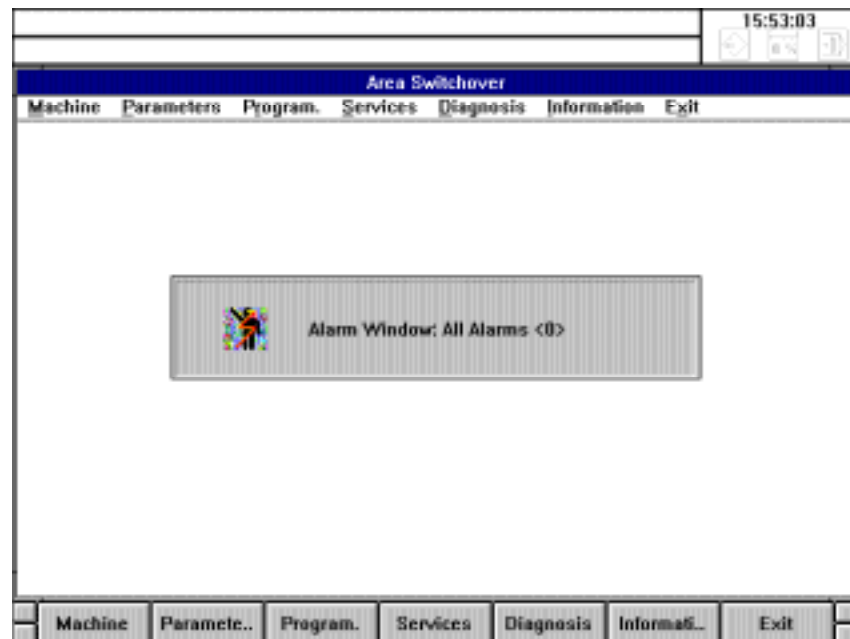 15:53:03
Area Switchover
Machine Parameters Program. Services Diagnosis Information Exit
Alarm Window: All Alarms <0>
Machine Paramete.. Program. Services Diagnosis Informati.. Exit